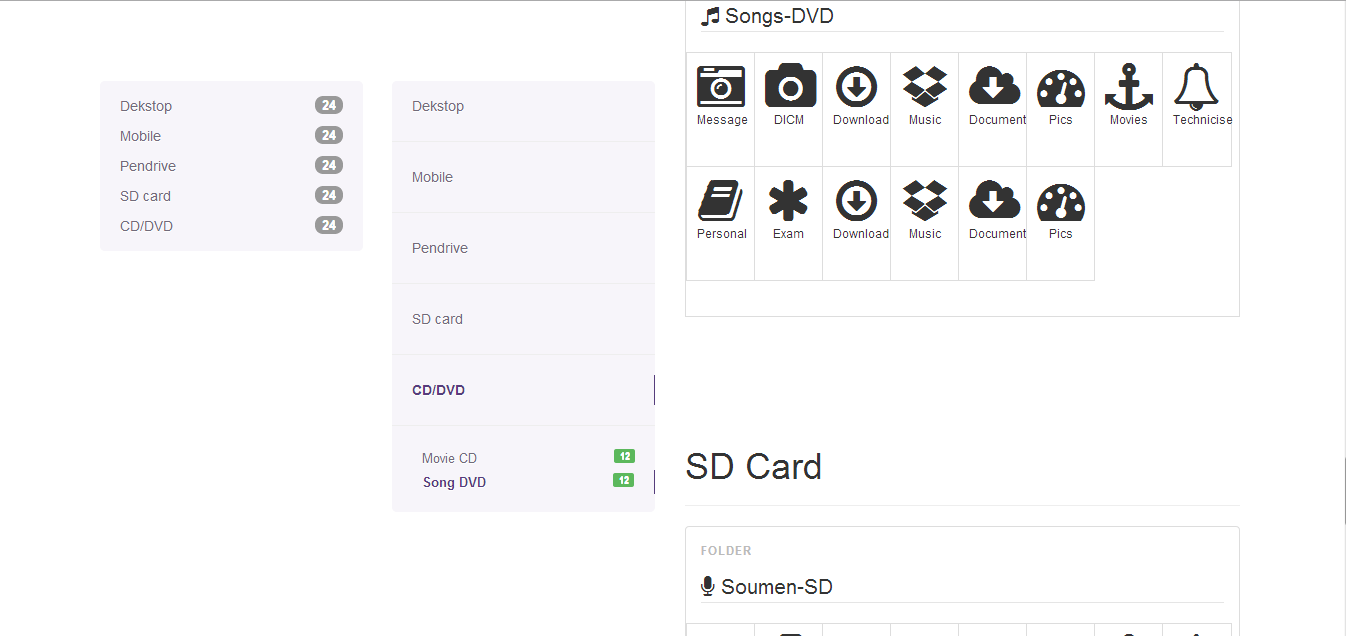 Dekstop 24
Mobile 24
Pendrive 24
SD card 24
CD/DVD 24
Dekstop
Mobile
Pendrive
SD card
CD/DVD
Movie CD 12
Song DVD 12
Songs-DVD
Message DICM Download Music Document Pics Movies Technicise
Personal Exam Download Music Document Pics
SD Card
FOLDER
Soumen-SD